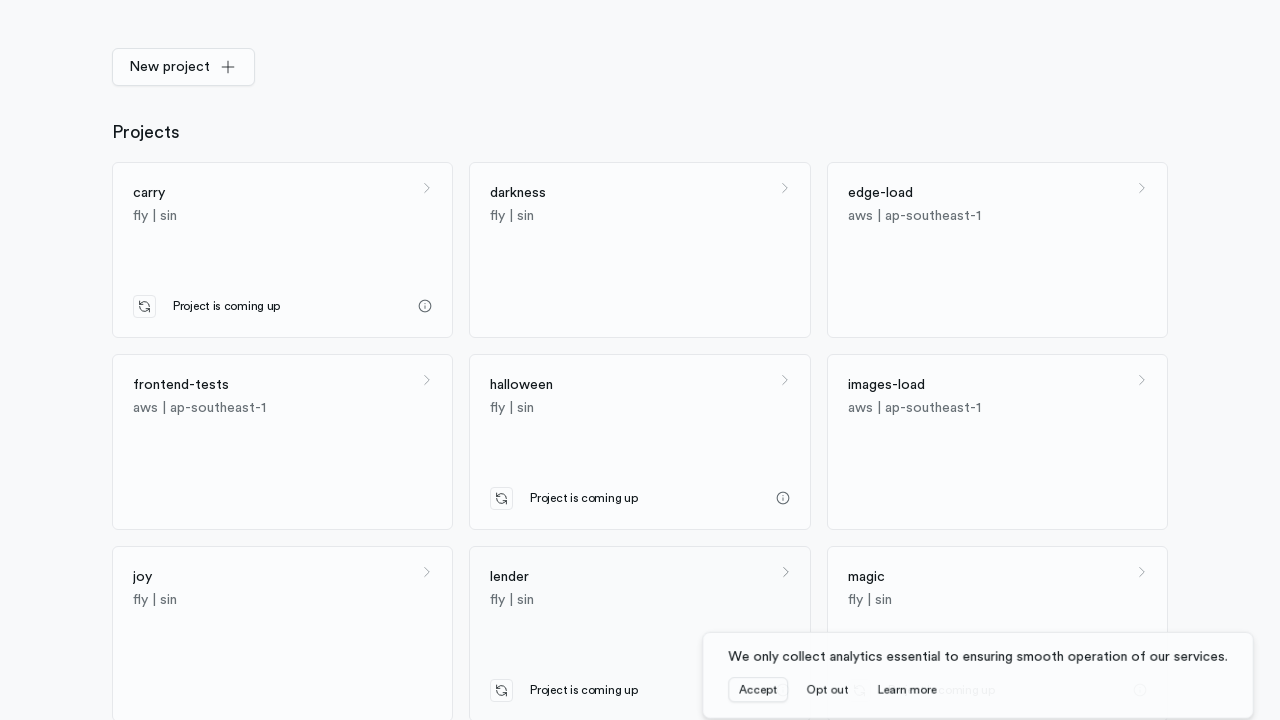 New project
Projects
carry
fly | sin
Project is coming up
darkness
fly | sin
edge-load
aws | ap-southeast-1
frontend-tests
aws | ap-southeast-1
halloween
fly | sin
Project is coming up
images-load
aws | ap-southeast-1
joy
fly | sin
lender
fly | sin
Project is coming up
magic
fly | sin
We only collect analytics essential to ensuring smooth operation of our services.
Accept Opt out Learn more
coming up